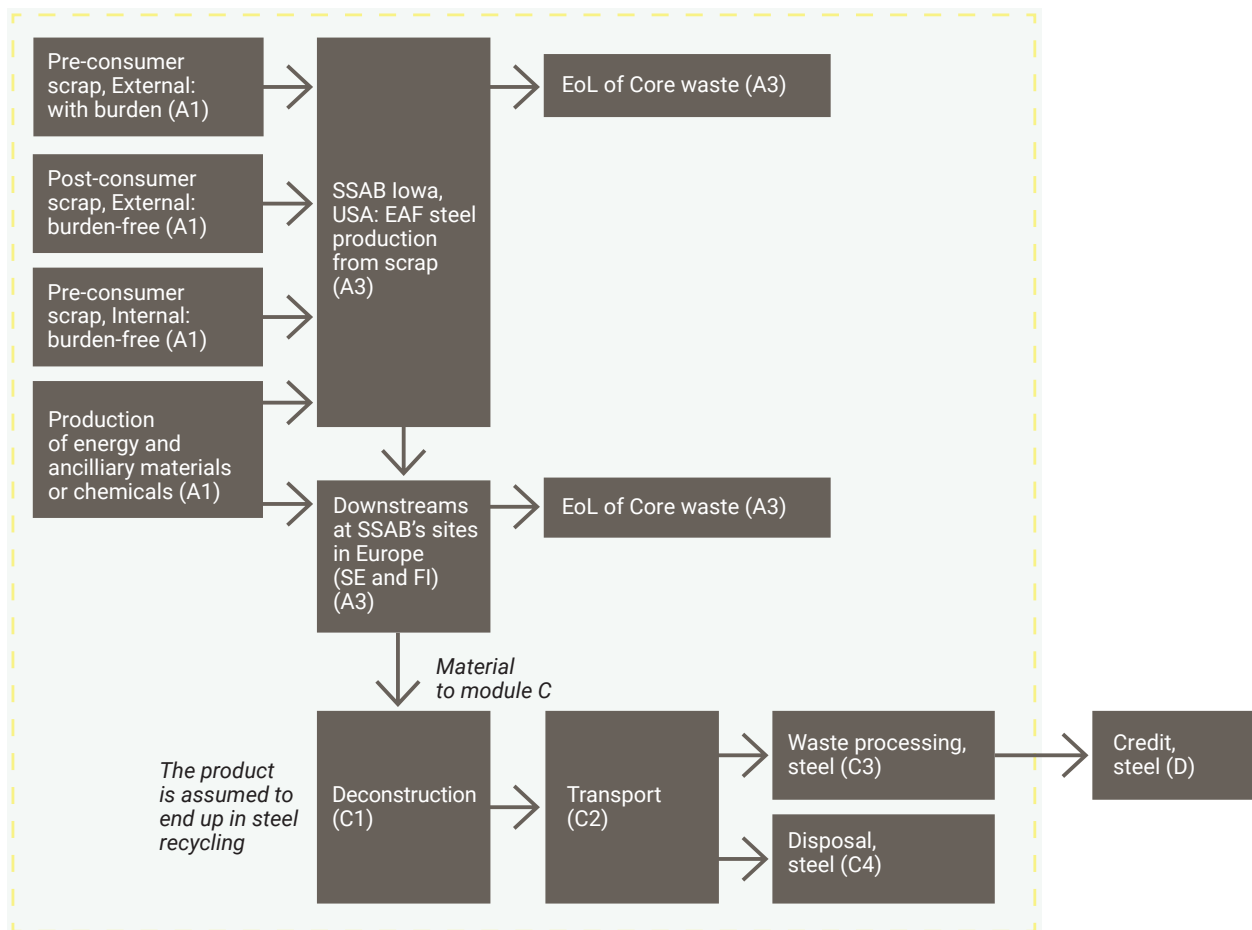 Pre-consumer
scrap, External:
with burden (A1)
EoL of Core waste (A3)
Post-consumer
scrap, External:
burden-free (A1)
SSAB Iowa,
USA: EAF steel
production
from scrap
(A3)
Pre-consumer
scrap, Internal:
burden-free (A1)
Production
of energy and
ancilliary materials
or chemicals (A1)
Downstreams
at SSAB's sites
in Europe
(SE and FI)
(A3)
EoL of Core waste (A3)
Material
to module C
The product
is assumed to
end up in steel
recycling
Deconstruction
(C1)
Transport
(C2)
Waste processing,
steel (C3)
Credit,
steel (D)
Disposal,
steel (C4)